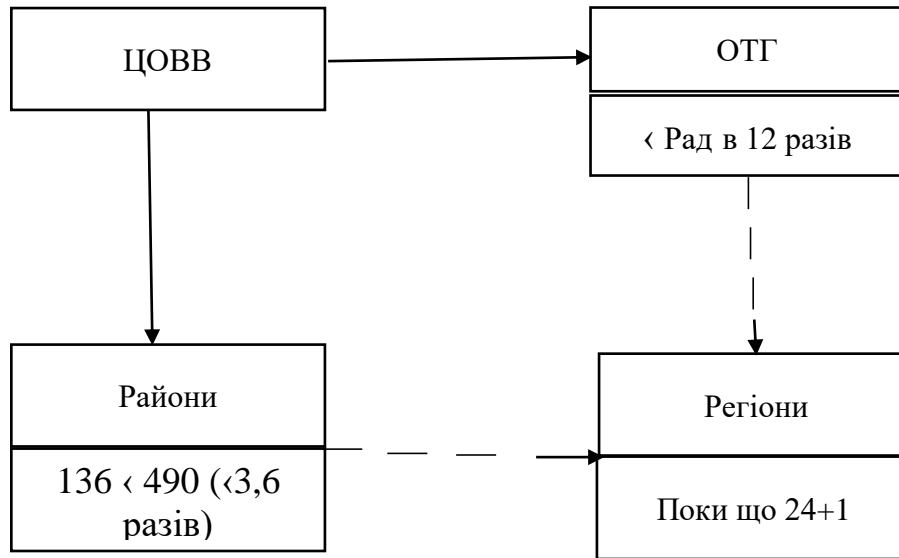 ЦОВВ
ОТГ
‹ Рад в 12 разів
Райони
136 ‹ 490 (‹3,6
разів)
Регіони
Поки що 24+1